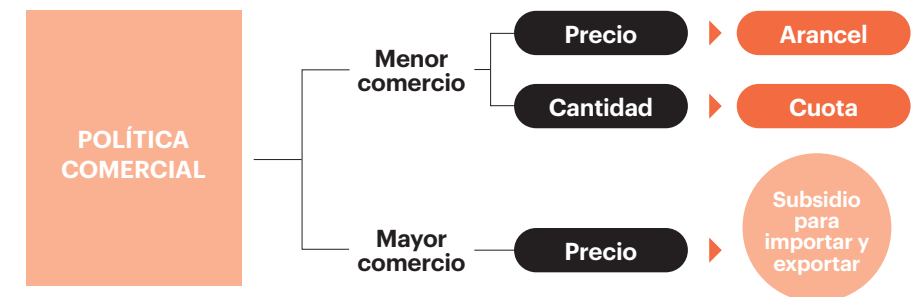 POLÍTICA
COMERCIAL
Menor
comercio
Precio
Arancel
Cantidad
Cuota
Mayor
comercio
Precio
Subsidio
para
importar y
exportar